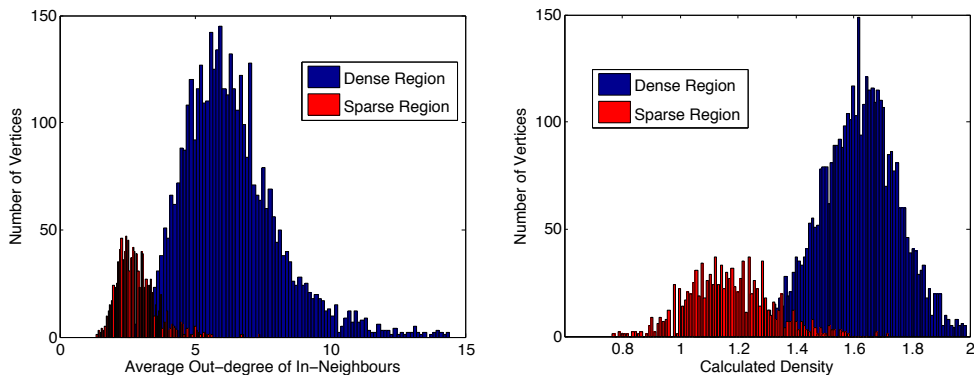 150
100
50
0
0
5
10
15
Number of Vertices
Average Out-degree of In-Neighbours
Dense Region
Sparse Region
150
100
50
0
0.8
1
1.2
1.4
1.6
1.8
2
Number of Vertices
Calculated Density
Dense Region
Sparse Region